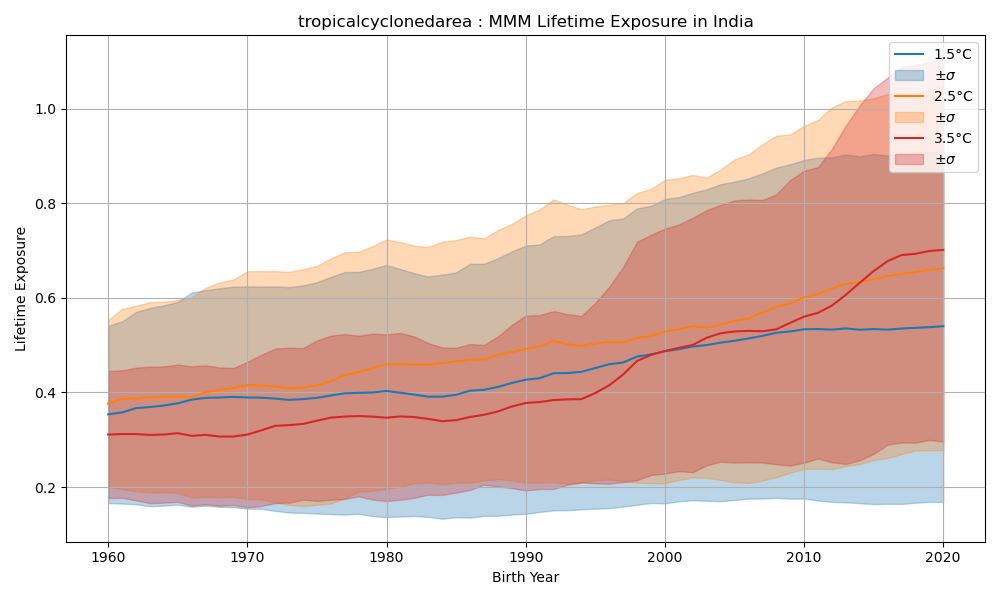 tropicalcyclonedarea : MMM Lifetime Exposure in India
1.5°C
±σ
2.5°C
±σ
3.5°C
±σ
Lifetime Exposure
1.0
0.8
0.6
0.4
0.2
1960 1970 1980 1990 2000 2010 2020
Birth Year